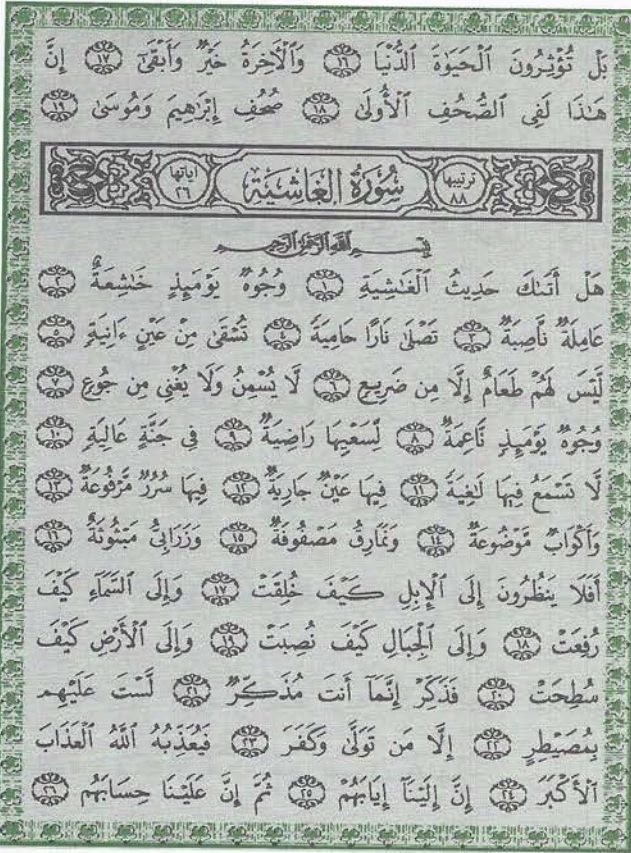 بَلْ تُؤْثِرُونَ ٱلْحَيَوٰةَ ٱلدُّنْيَا ١٦ وَٱلْأَخِرَةُ خَيْرٌ وَأَبْقَىٰٓ ١٧ إِنَّ
هَٰذَا لَفِى ٱلصُّحُفِ ٱلْأُولَىٰ ١٨ صُحُفِ إِبْرَٰهِيمَ وَمُوسَىٰ ١٩
ترتيبها ٨٨ سُورَةُ الغَاشِيَة اياتها ٢٦
بِسْمِ ٱللَّهِ ٱلرَّحْمَٰنِ ٱلرَّحِيمِ
هَلْ أَتَىٰكَ حَدِيثُ ٱلْغَٰشِيَةِ ١ وُجُوهٌ يَوْمَئِذٍ خَٰشِعَةٌ ٢
عَامِلَةٌ نَّاصِبَةٌ ٣ تَصْلَىٰ نَارًا حَامِيَةً ٤ تُسْقَىٰ مِنْ عَيْنٍ ءَانِيَةٍ ٥
لَّيْسَ لَهُمْ طَعَامٌ إِلَّا مِن ضَرِيعٍ ٦ لَّا يُسْمِنُ وَلَا يُغْنِى مِن جُوعٍ ٧
وُجُوهٌ يَوْمَئِذٍ نَّاعِمَةٌ ٨ لِّسَعْيِهَا رَاضِيَةٌ ٩ فِى جَنَّةٍ عَالِيَةٍ ١٠
لَّا تَسْمَعُ فِيهَا لَٰغِيَةً ١١ فِيهَا عَيْنٌ جَارِيَةٌ ١٢ فِيهَا سُرُرٌ مَّرْفُوعَةٌ ١٣
وَأَكْوَابٌ مَّوْضُوعَةٌ ١٤ وَنَمَارِقُ مَصْفُوفَةٌ ١٥ وَزَرَابِىُّ مَبْثُوثَةٌ ١٦
أَفَلَا يَنظُرُونَ إِلَى ٱلْإِبِلِ كَيْفَ خُلِقَتْ ١٧ وَإِلَى ٱلسَّمَآءِ كَيْفَ
رُفِعَتْ ١٨ وَإِلَى ٱلْجِبَالِ كَيْفَ نُصِبَتْ ١٩ وَإِلَى ٱلْأَرْضِ كَيْفَ
سُطِحَتْ ٢٠ فَذَكِّرْ إِنَّمَآ أَنتَ مُذَكِّرٌ ٢١ لَّسْتَ عَلَيْهِم
بِمُصَيْطِرٍ ٢٢ إِلَّا مَن تَوَلَّىٰ وَكَفَرَ ٢٣ فَيُعَذِّبُهُ ٱللَّهُ ٱلْعَذَابَ
ٱلْأَكْبَرَ ٢٤ إِنَّ إِلَيْنَآ إِيَابَهُمْ ٢٥ ثُمَّ إِنَّ عَلَيْنَا حِسَابَهُم ٢٦